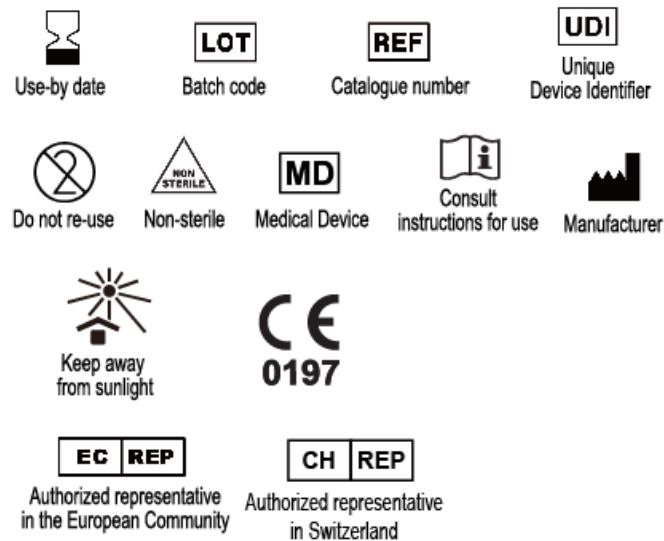 LOT
REF
UDI
Use-by date
Batch code
Catalogue number
Unique
Device Identifier
2
NON
STERILE
MD
i
Do not re-use
Non-sterile
Medical Device
Consult
instructions for use
Manufacturer
Keep away
from sunlight
CE
0197
EC REP
Authorized representative
in the European Community
CH REP
Authorized representative
in Switzerland